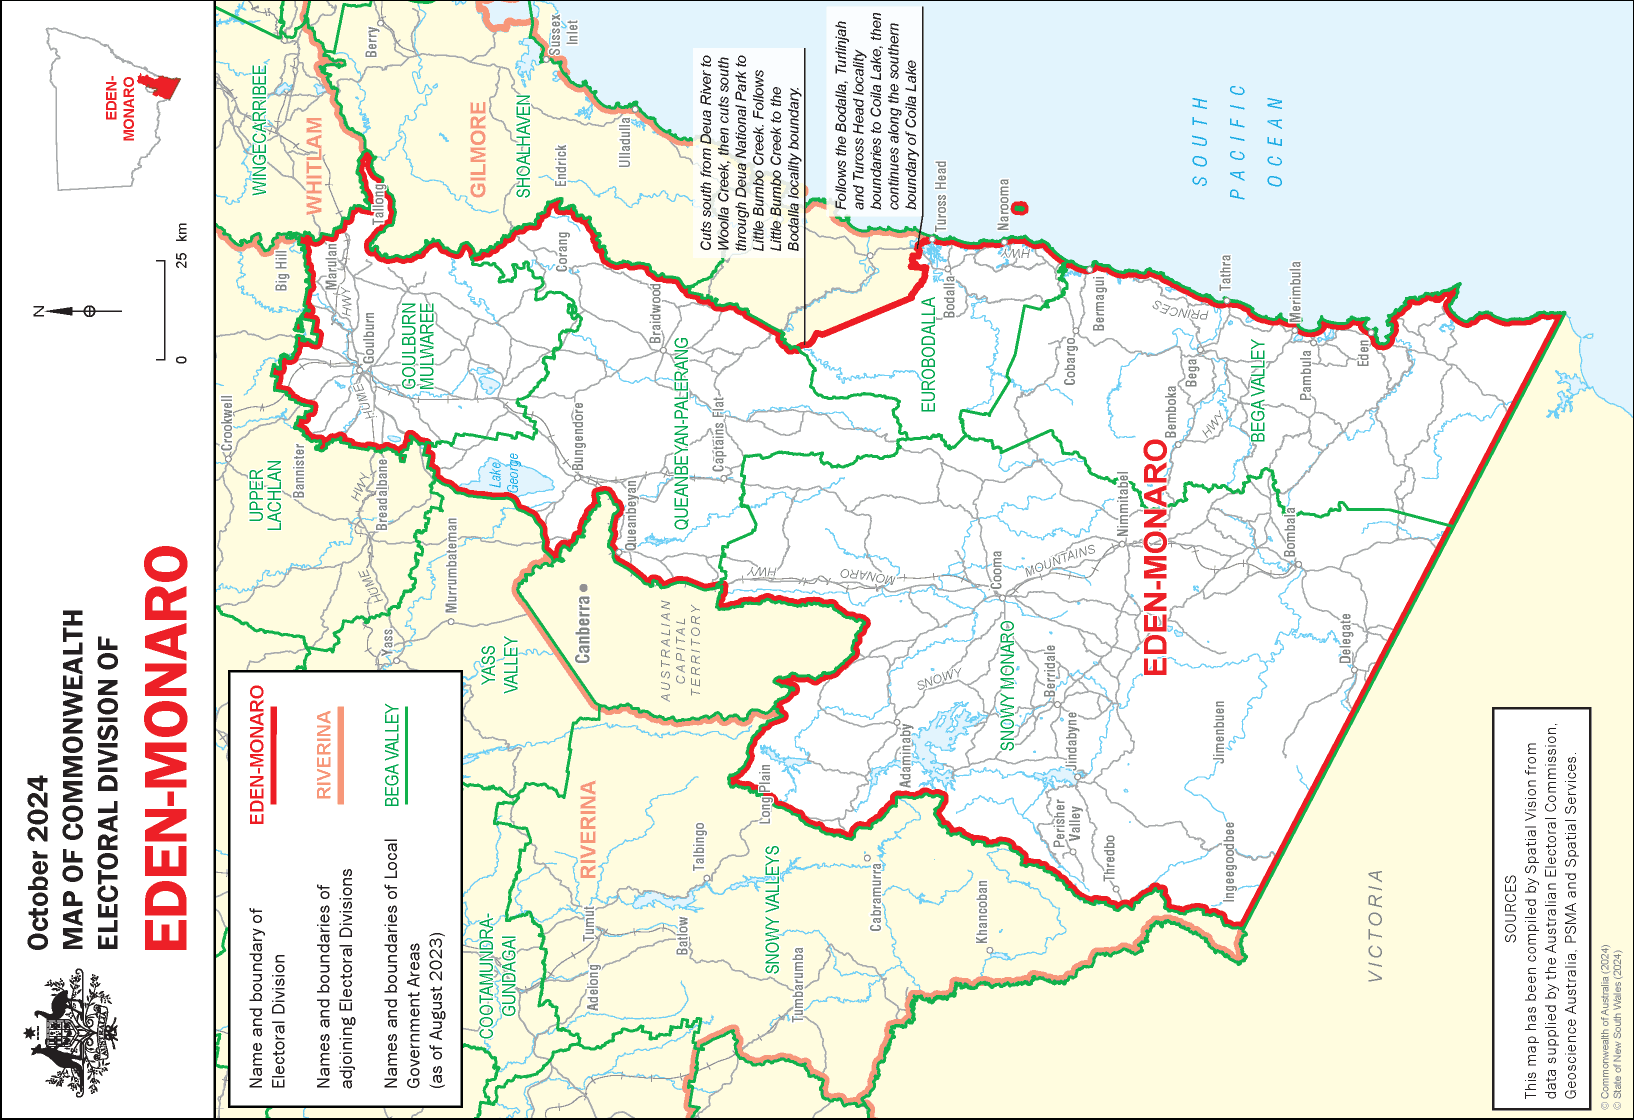 October 2024
MAP OF COMMONWEALTH
ELECTORAL DIVISION OF
EDEN-MONARO
N
0
25 km
EDEN-
MONARO
Name and boundary of
Electoral Division
EDEN-MONARO
Names and boundaries of
adjoining Electoral Divisions
RIVERINA
Names and boundaries of Local
Government Areas
(as of August 2023)
BEGA VALLEY
WINGECARRIBEE
WHITLAM
Berry
GILMORE
SHOALHAVEN
Sussex
Inlet
Endrick
Ulladulla
Tallong
Big Hill
Marulan
HWY
Goulburn
HUME
GOULBURN
MULWAREE
Corang
Braidwood
Crookwell
UPPER
LACHLAN
Bannister
HWY
Breadalbane
HUME
Murrumbateman
Yass
YASS
VALLEY
Lake
George
Bungendore
QUEANBEYAN-PALERANG
Captains Flat
Queanbeyan
Canberra
AUSTRALIAN
CAPITAL
TERRITORY
Cuts south from Deua River to
Woolla Creek, then cuts south
through Deua National Park to
Little Bumbo Creek. Follows
Little Bumbo Creek to the
Bodalla locality boundary.
Follows the Bodalla, Turlinjah
and Tuross Head locality
boundaries to Coila Lake, then
continues along the southern
boundary of Coila Lake
Tuross Head
Narooma
HWY
Bodalla
EUROBODALLA
SOUTH
PACIFIC
OCEAN
Cobargo
Bermagui
PRINCES
Tathra
Merimbula
Bega
Bemboka
HWY
BEGA VALLEY
Pambula
Eden
EDEN-MONARO
Nimmitabel
Bombala
HWY
MONARO
Cooma
MOUNTAINS
SNOWY
SNOWY MONARO
Berridale
Delegate
Adaminaby
Jindabyne
Jimenbuen
Long Plain
Perisher
Valley
Thredbo
Ingeegoodbee
RIVERINA
Talbingo
SNOWY VALLEYS
Cabramurra
Khancoban
Tumut
Batlow
Adelong
Tumbarumba
COOTAMUNDRA-
GUNDAGAI
VICTORIA
SOURCES
This map has been compiled by Spatial Vision from
data supplied by the Australian Electoral Commission,
Geoscience Australia, PSMA and Spatial Services.
© Commonwealth of Australia (2024)
© State of New South Wales (2024)